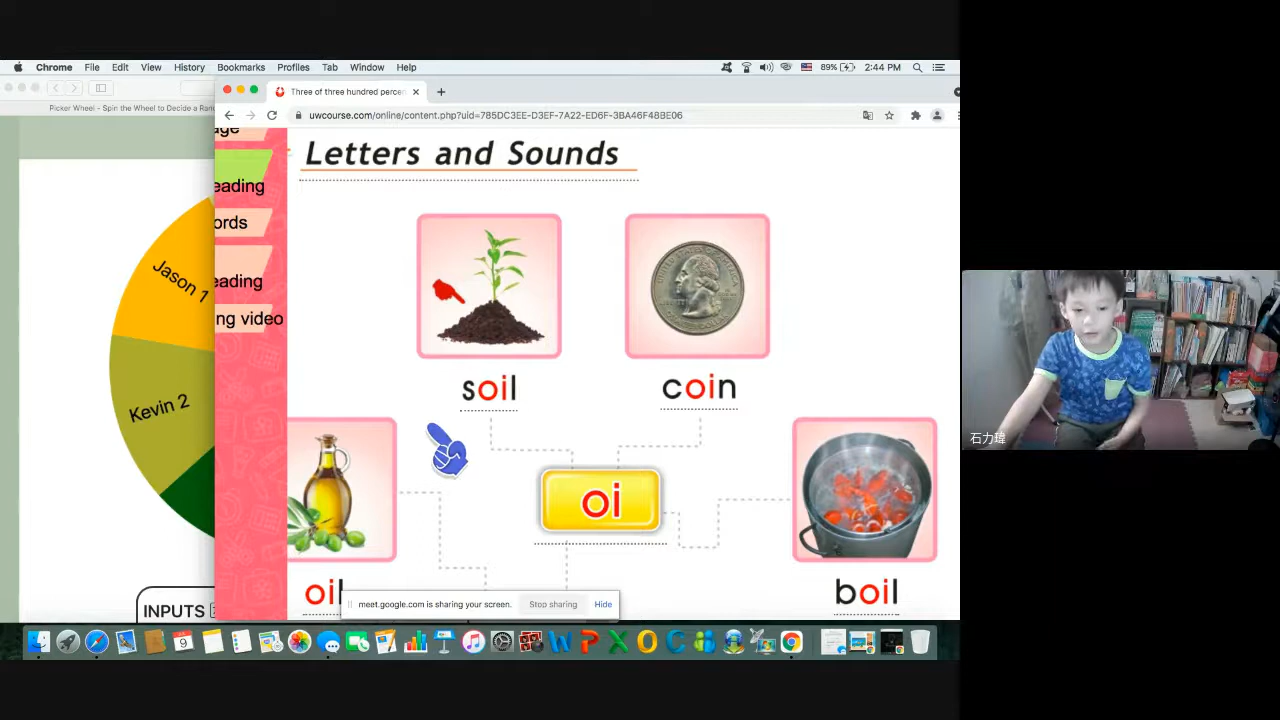 Chrome File Edit View History Bookmarks Profiles Tab Window Help 89% 2:44 PM
Three of three hundred percen
Picker Wheel - Spin the Wheel to Decide a Ran
uwcourse.com/online/content.php?uid=785DC3EE-D3EF-7A22-ED6F-3BA46F48BE06
age
eading
ords
eading
ng video
Letters and Sounds
Jason 1
Kevin 2
soil coin
oi
oil boil
石力瑋
INPUTS
meet.google.com is sharing your screen. Stop sharing Hide